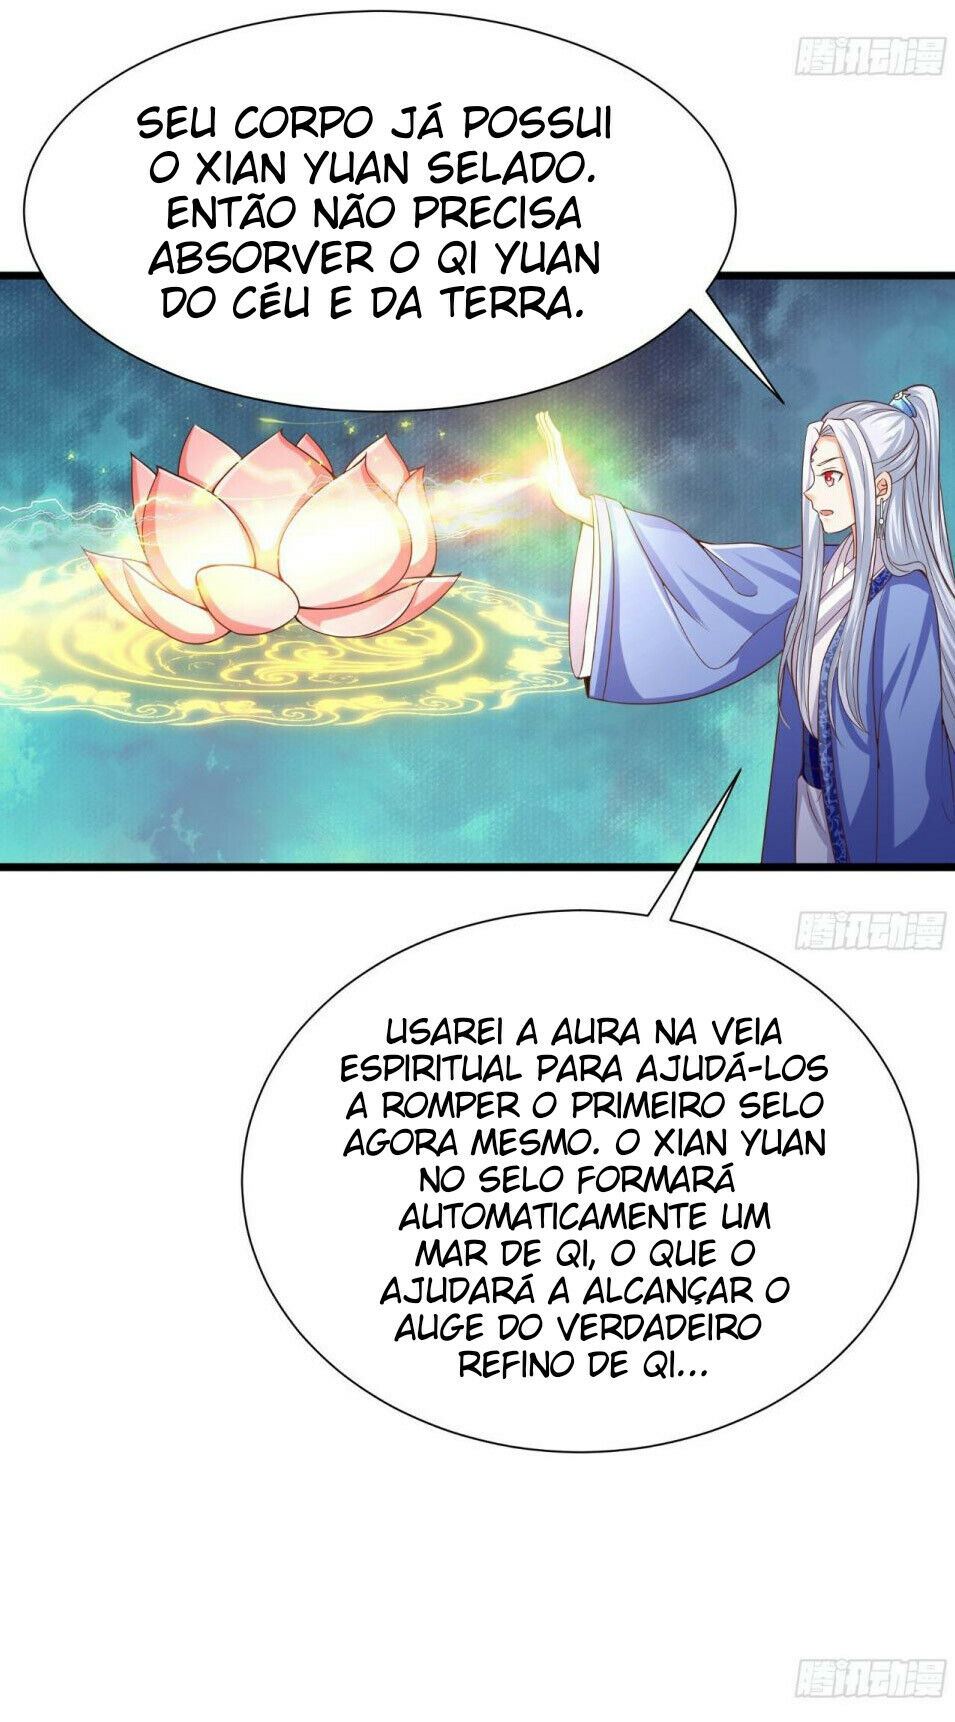 腾讯动漫
SEU CORPO JÁ POSSUI
O XIAN YUAN SELADO.
ENTÃO NÃO PRECISA
ABSORVER O QI YUAN
DO CÉU E DA TERRA.
腾讯动漫
USAREI A AURA NA VEIA
ESPIRITUAL PARA AJUDÁ-LOS
A ROMPER O PRIMEIRO SELO
AGORA MESMO. O XIAN YUAN
NO SELO FORMARÁ
AUTOMATICAMENTE UM
MAR DE QI, O QUE O
AJUDARÁ A ALCANÇAR O
AUGE DO VERDADEIRO
REFINO DE QI...
腾讯动漫